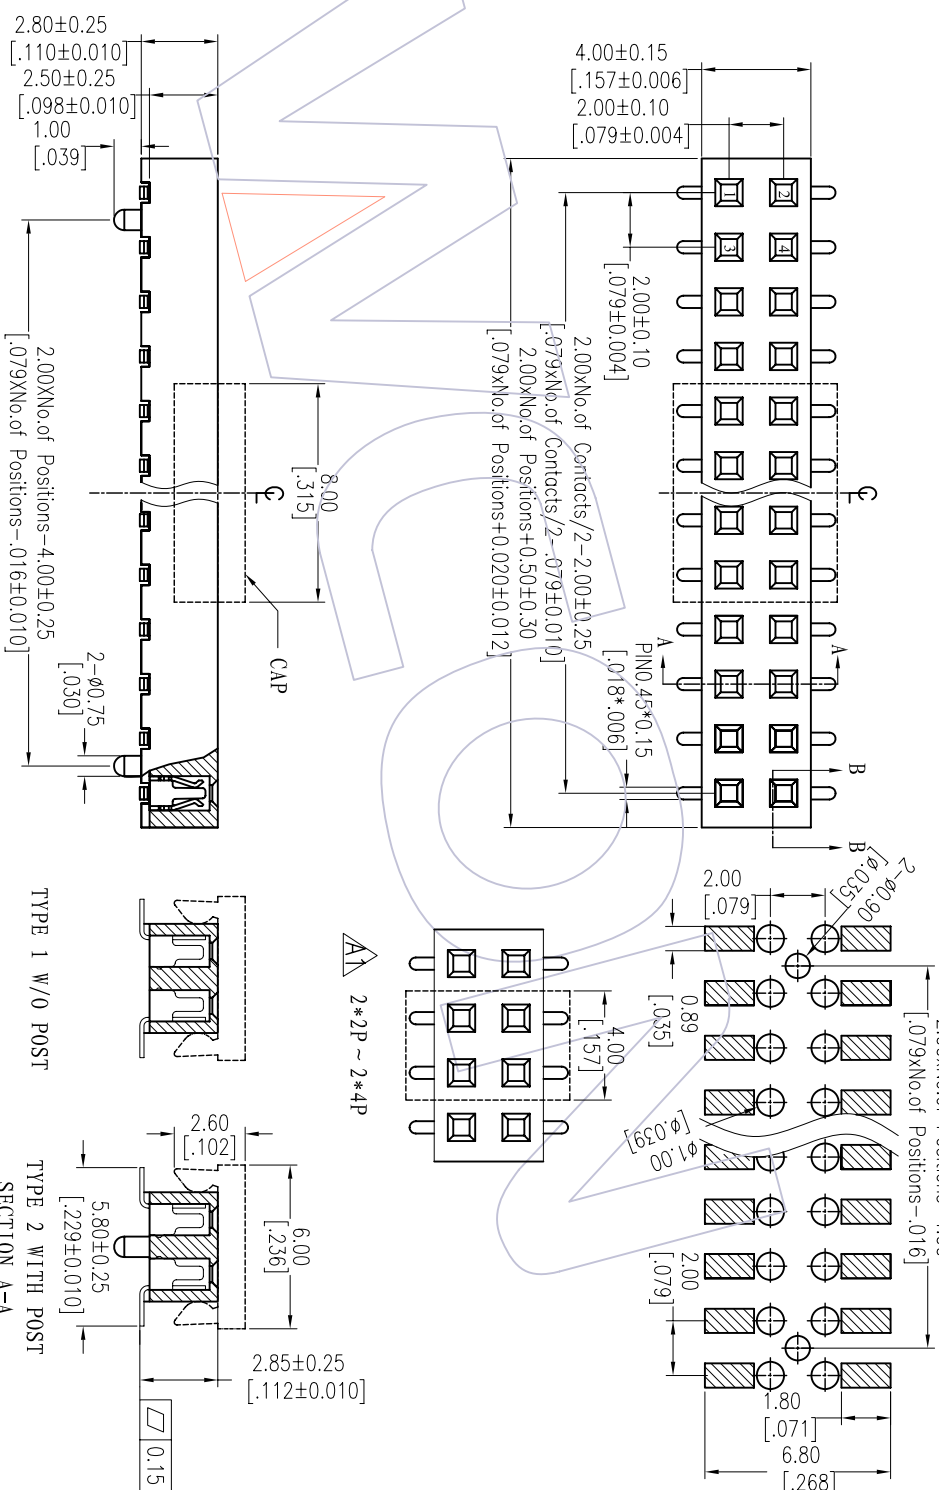 2.80±0.25
[.110±0.010]
2.50±0.25
[.098±0.010]
1.00
[.039]
4.00±0.15
[.157±0.006]
2.00±0.10
[.079±0.004]
1
2
3
4
2.00±0.10
[.079±0.004]
2.00xNo.of Contacts/2-2.00±0.25
[.079xNo.of Contacts/2-.079±0.010]
2.00xNo.of Positions+0.50±0.30
[.079xNo.of Positions+0.020±0.012]
PIN0.45*0.15
[.018*.006]
A
A
B
B
CL
CL
8.00
[.315]
CAP
2.00XNo.of Positions-4.00±0.25
[.079XNo.of Positions-.016±0.010]
2-ø0.75
[.030]
2-ø0.90
[ø.035]
2.00
[.079]
0.89
[.035]
[.079xNo.of Positions-.016]
ø1.00
[ø.039]
2.00
[.079]
1.80
[.071]
6.80
[.268]
A1
2*2P~2*4P
4.00
[.157]
TYPE 1 W/O POST
2.60
[.102]
6.00
[.236]
5.80±0.25
[.229±0.010]
2.85±0.25
[.112±0.010]
0.15
TYPE 2 WITH POST
SECTION A-A